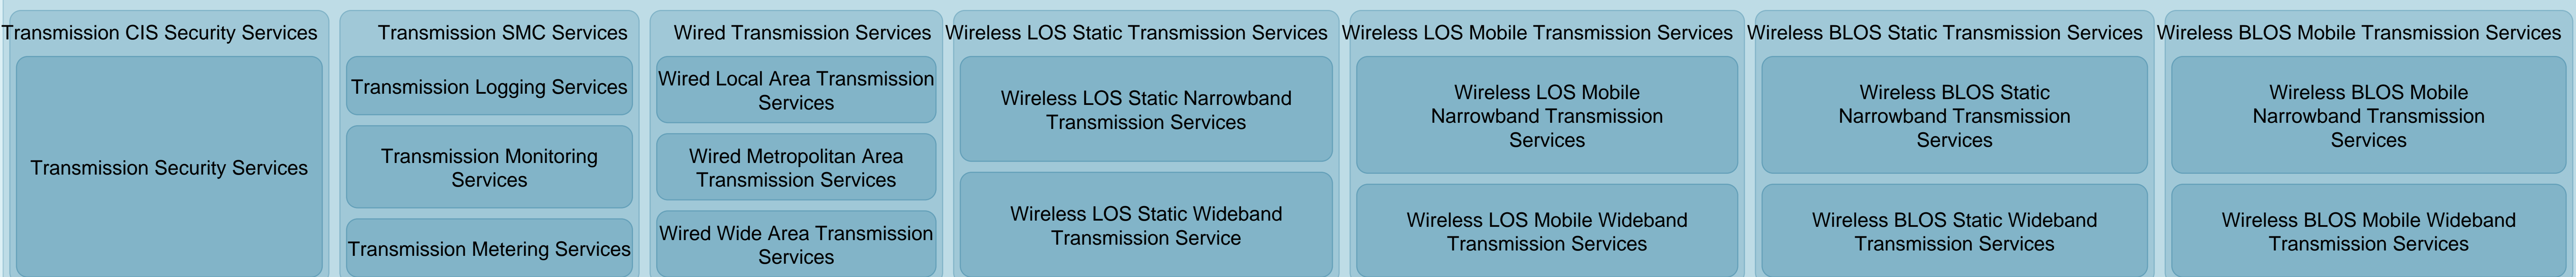 Transmission CIS Security Services
Transmission Security Services
Transmission SMC Services
Transmission Logging Services
Transmission Monitoring
Services
Transmission Metering Services
Wired Transmission Services
Wired Local Area Transmission
Services
Wired Metropolitan Area
Transmission Services
Wired Wide Area Transmission
Services
Wireless LOS Static Transmission Services
Wireless LOS Static Narrowband
Transmission Services
Wireless LOS Static Wideband
Transmission Service
Wireless LOS Mobile Transmission Services
Wireless LOS Mobile
Narrowband Transmission
Services
Wireless LOS Mobile Wideband
Transmission Services
Wireless BLOS Static Transmission Services
Wireless BLOS Static
Narrowband Transmission
Services
Wireless BLOS Static Wideband
Transmission Services
Wireless BLOS Mobile Transmission Services
Wireless BLOS Mobile
Narrowband Transmission
Services
Wireless BLOS Mobile Wideband
Transmission Services